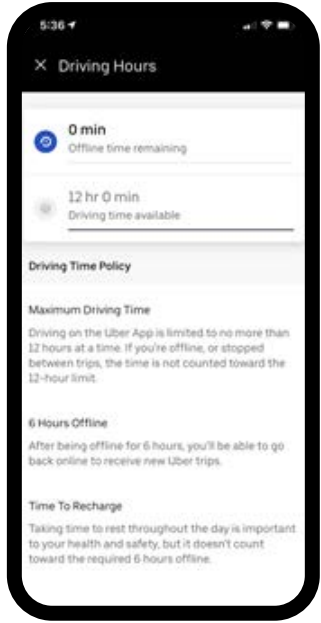 5:36
Driving Hours
0 min
Offline time remaining
12 hr 0 min
Driving time available
Driving Time Policy
Maximum Driving Time
Driving on the Uber App is limited to no more than
12 hours at a time. If you're offline, or stopped
between trips, the time is not counted toward the
12-hour limit.
6 Hours Offline
After being offline for 6 hours, you'll be able to go
back online to receive new Uber trips.
Time To Recharge
Taking time to rest throughout the day is important
to your health and safety, but it doesn't count
toward the required 6 hours offline.